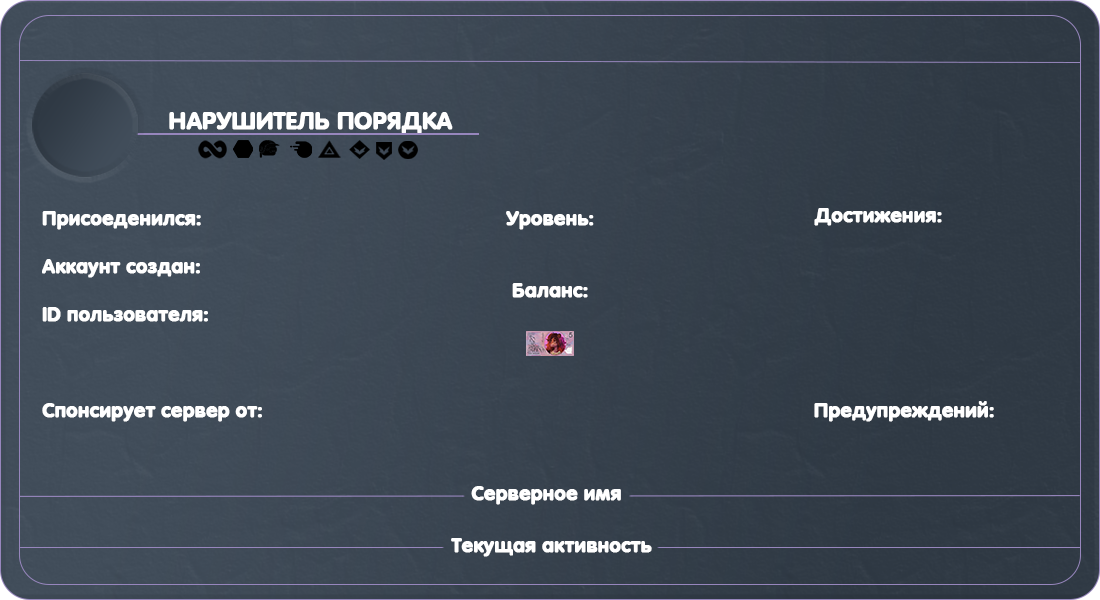 НАРУШИТЕЛЬ ПОРЯДКА
Присоеденился:
Уровень:
Достижения:
Аккаунт создан:
Баланс:
ID пользователя:
Спонсирует сервер от:
Предупреждений:
Серверное имя
Текущая активность